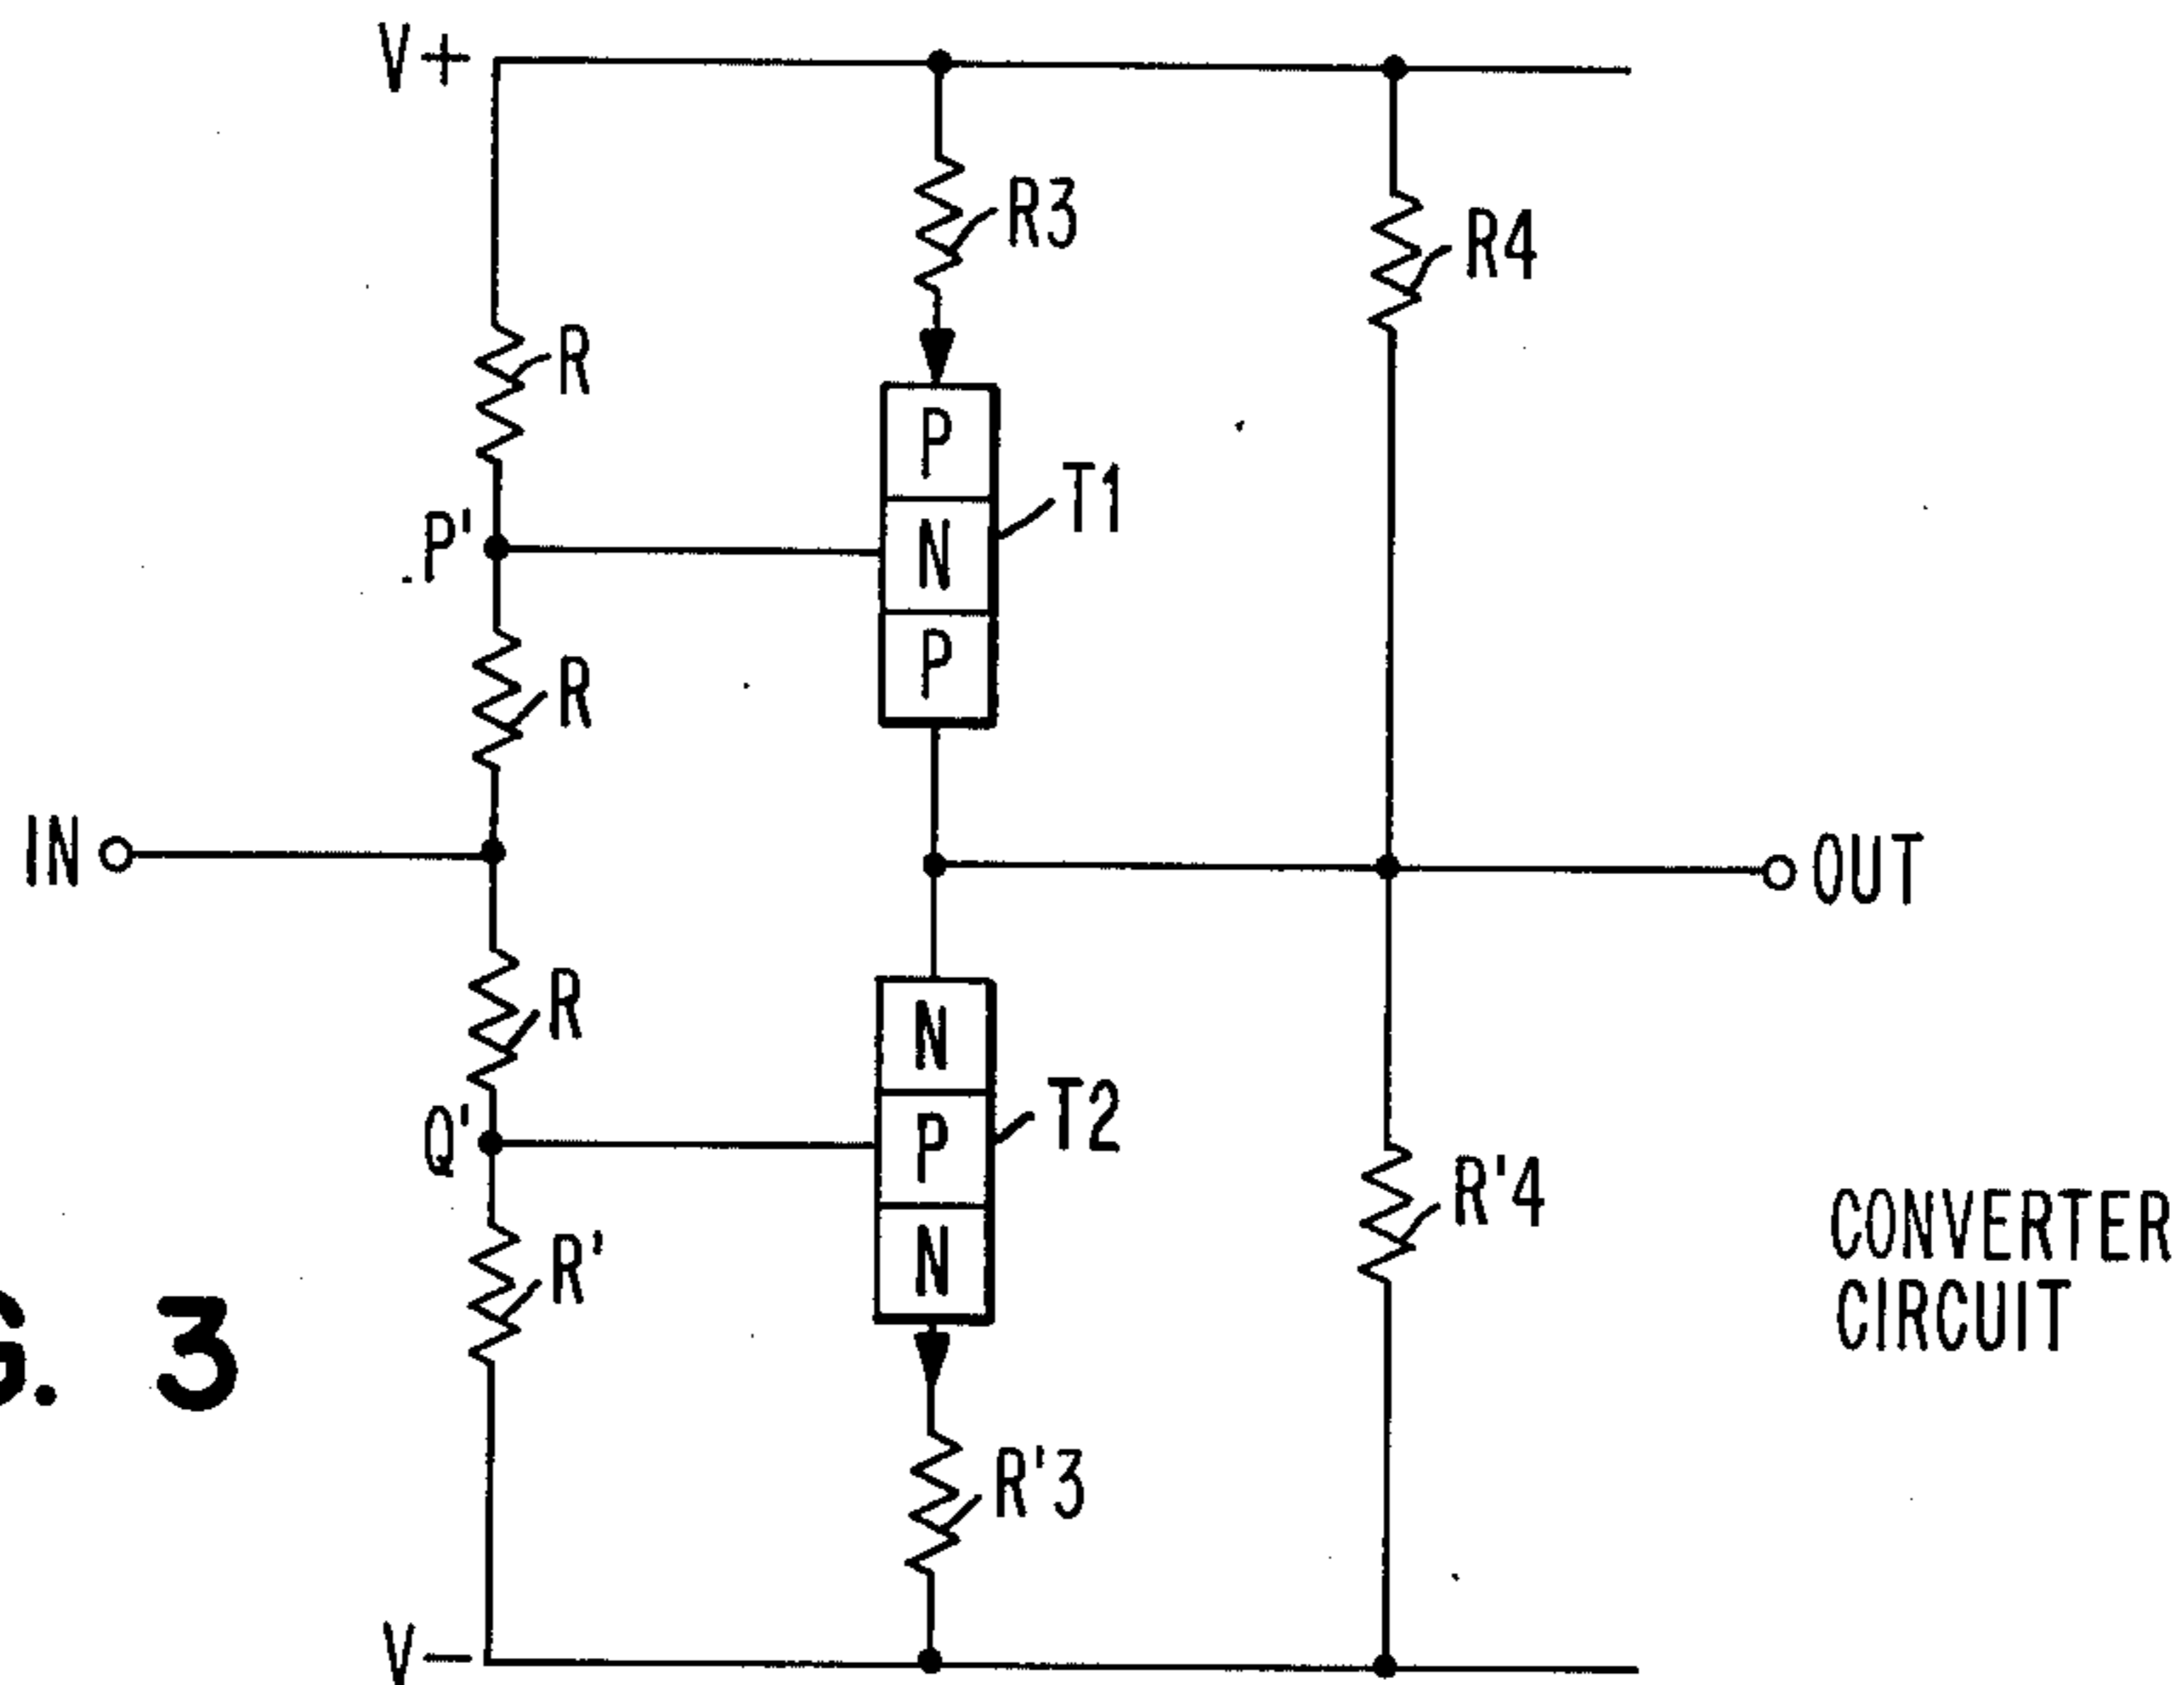 V+
R3
R4
R
P
T1
N
P'
P
R
IN
OUT
R
N
T2
P
Q'
R'4
CONVERTER
N
R'
CIRCUIT
G. 3
R'3
V-